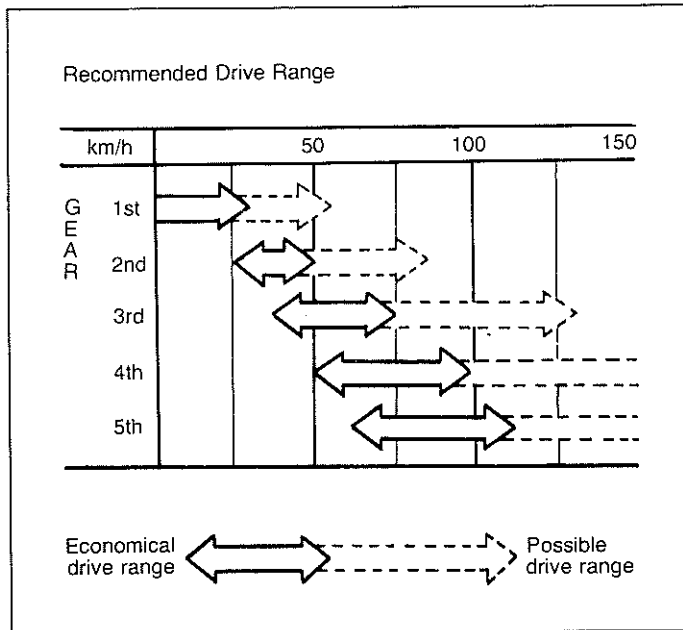 Recommended Drive Range
km/h 50 100 150
GEAR
1st
2nd
3rd
4th
5th
Economical
drive range
Possible
drive range